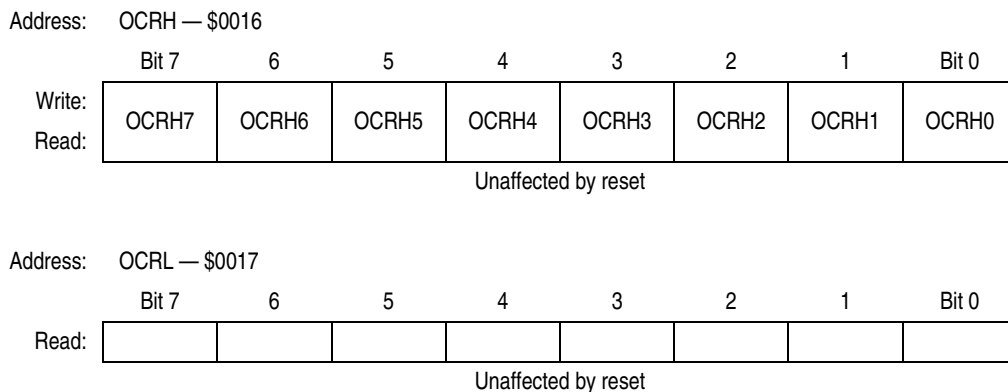 Address: OCRH — $0016
Bit 7 6 5 4 3 2 1 Bit 0
Write:
OCRH7 OCRH6 OCRH5 OCRH4 OCRH3 OCRH2 OCRH1 OCRH0
Read:
Unaffected by reset
Address: OCRL — $0017
Bit 7 6 5 4 3 2 1 Bit 0
Read:
Unaffected by reset